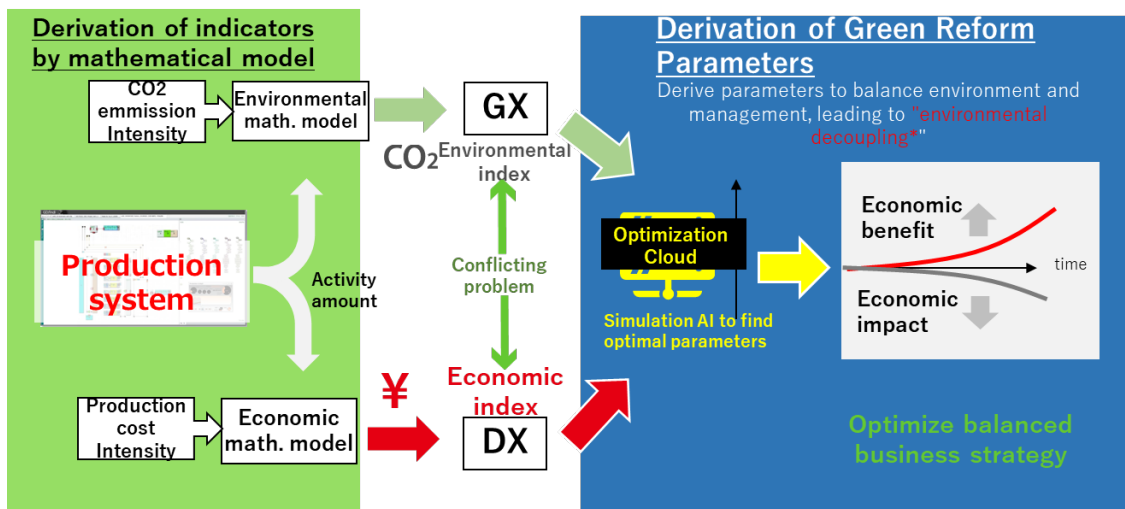 Derivation of indicators
by mathematical model
CO2
emmission
Intensity
Environmental
math. model
Production
system
Activity
amount
Production
cost
Intensity
Economic
math. model
¥
GX
CO₂
Environmental
index
Conflicting
problem
Economic
index
DX
Derivation of Green Reform
Parameters
Derive parameters to balance environment and
management, leading to "environmental
decoupling*"
Optimization
Cloud
Simulation AI to find
optimal parameters
Economic
benefit
time
Economic
impact
Optimize balanced
business strategy